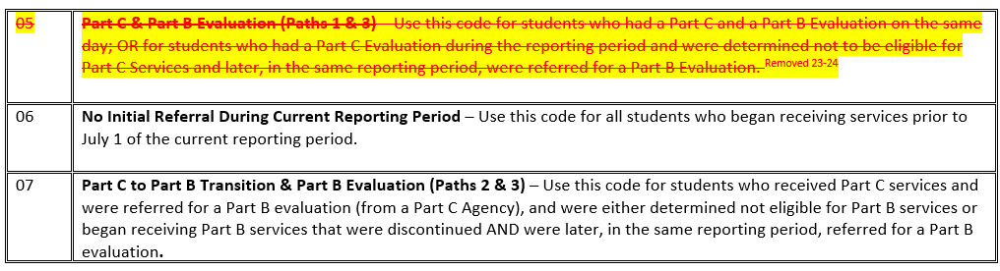 05 Part C & Part B Evaluation (Paths 1 & 3) – Use this code for students who had a Part C and a Part B Evaluation on the same
day; OR for students who had a Part C Evaluation during the reporting period and were determined not to be eligible for
Part C Services and later, in the same reporting period, were referred for a Part B Evaluation. Removed 23-24
06 No Initial Referral During Current Reporting Period – Use this code for all students who began receiving services prior to
July 1 of the current reporting period.
07 Part C to Part B Transition & Part B Evaluation (Paths 2 & 3) – Use this code for students who received Part C services and
were referred for a Part B evaluation (from a Part C Agency), and were either determined not eligible for Part B services or
began receiving Part B services that were discontinued AND were later, in the same reporting period, referred for a Part B
evaluation.